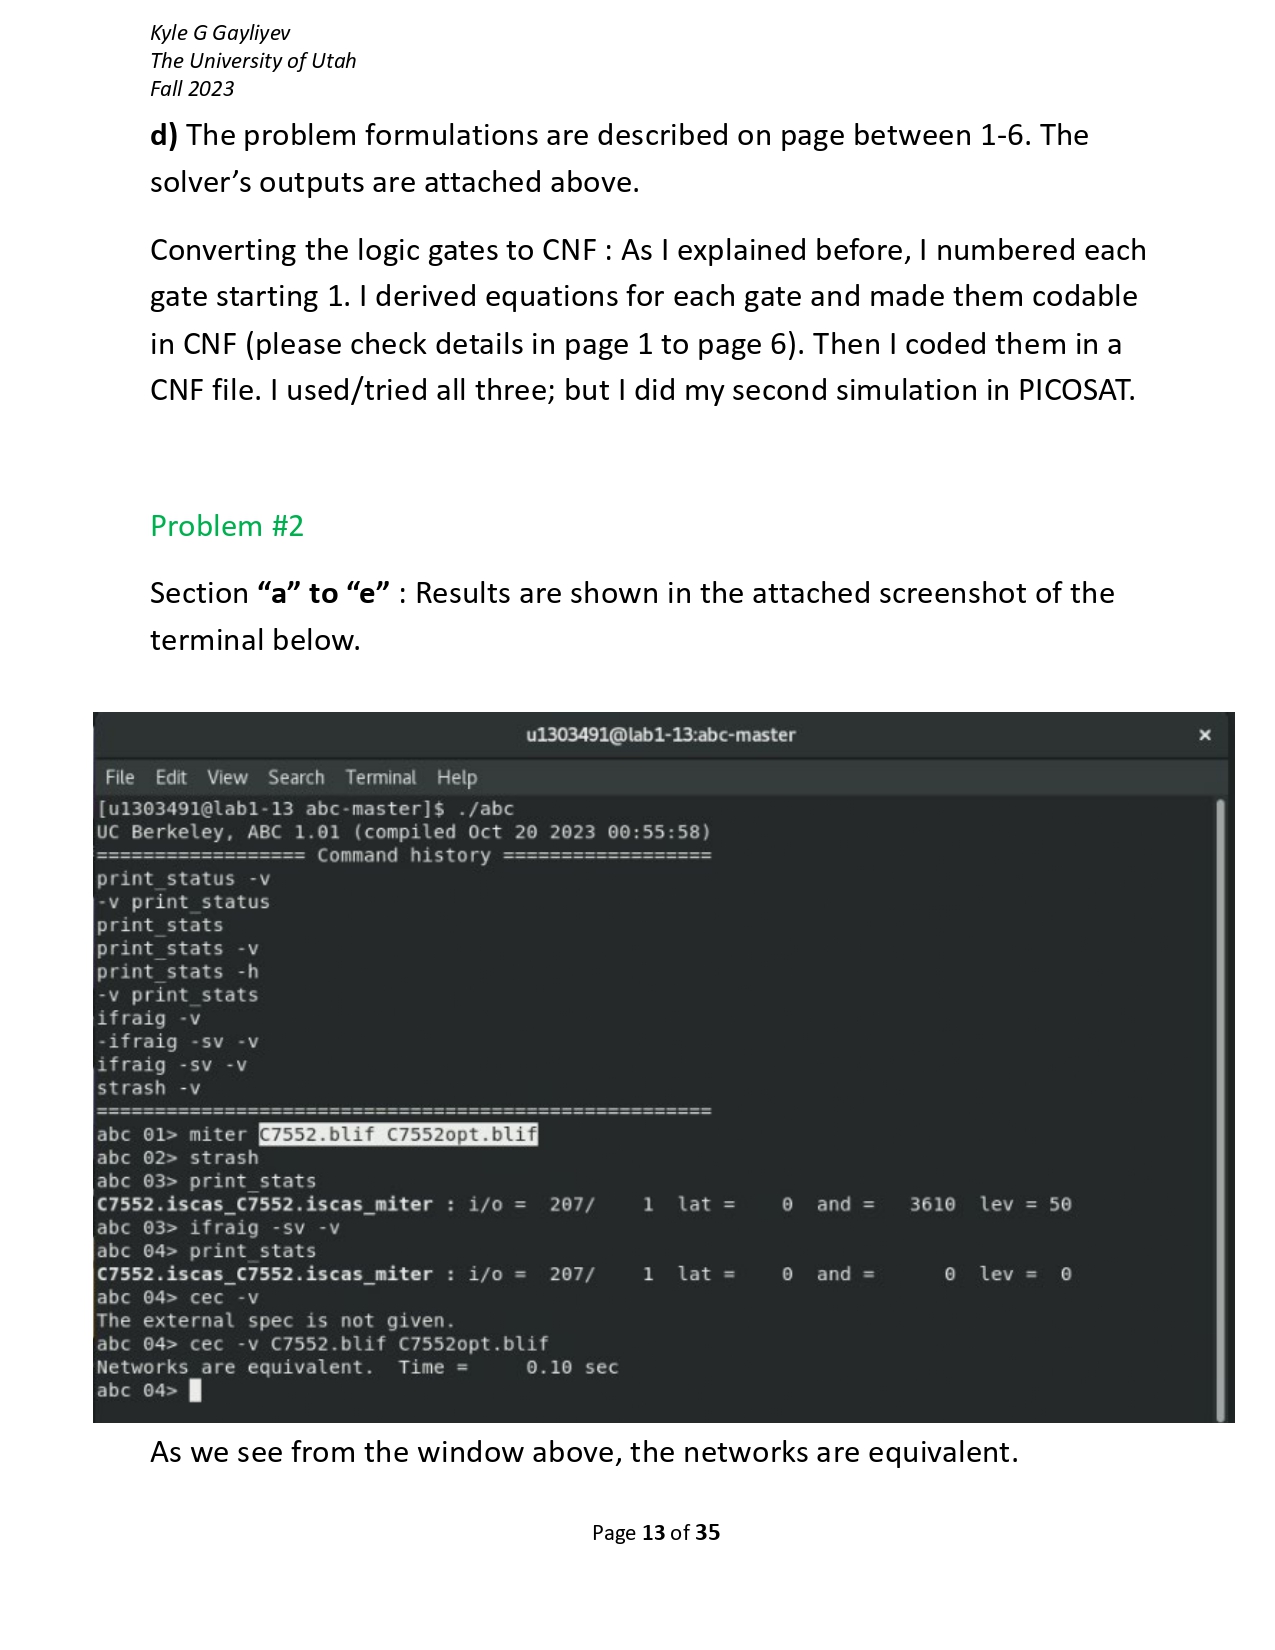 Kyle G Gayliyev
The University of Utah
Fall 2023
d) The problem formulations are described on page between 1-6. The
solver’s outputs are attached above.
Converting the logic gates to CNF : As I explained before, I numbered each
gate starting 1. I derived equations for each gate and made them codable
in CNF (please check details in page 1 to page 6). Then I coded them in a
CNF file. I used/tried all three; but I did my second simulation in PICOSAT.
Problem #2
Section “a” to “e” : Results are shown in the attached screenshot of the
terminal below.
u1303491@lab1-13:abc-master ×
File Edit View Search Terminal Help
[u1303491@lab1-13 abc-master]$ ./abc
UC Berkeley, ABC 1.01 (compiled Oct 20 2023 00:55:58)
================== Command history ==================
print_status -v
-v print_status
print_stats
print_stats -v
print_stats -h
-v print_stats
ifraig -v
-ifraig -sv -v
ifraig -sv -v
strash -v
=====================================================
abc 01> miter C7552.blif C7552opt.blif
abc 02> strash
abc 03> print_stats
C7552.iscas_C7552.iscas_miter : i/o =  207/    1  lat =    0  and =   3610  lev = 50
abc 03> ifraig -sv -v
abc 04> print_stats
C7552.iscas_C7552.iscas_miter : i/o =  207/    1  lat =    0  and =      0  lev =  0
abc 04> cec -v
The external spec is not given.
abc 04> cec -v C7552.blif C7552opt.blif
Networks are equivalent.  Time =     0.10 sec
abc 04>
As we see from the window above, the networks are equivalent.
Page 13 of 35